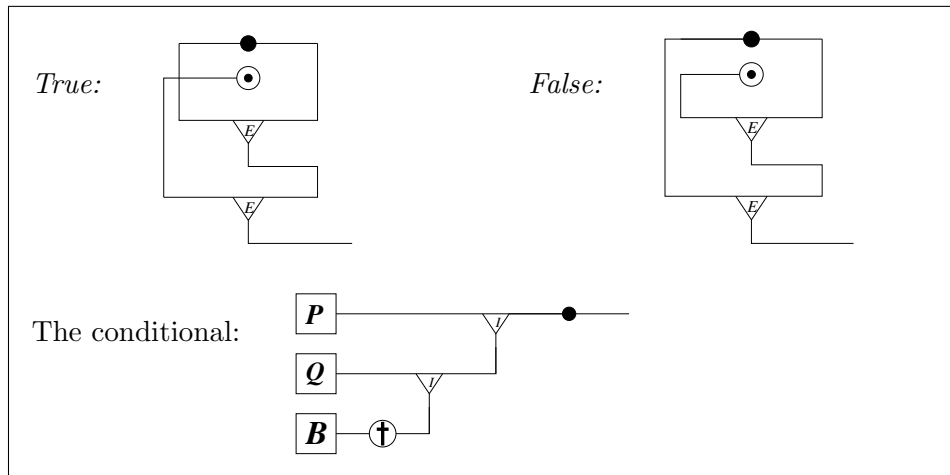 True: False:
E E
E E
The conditional:
P I
Q I
B †